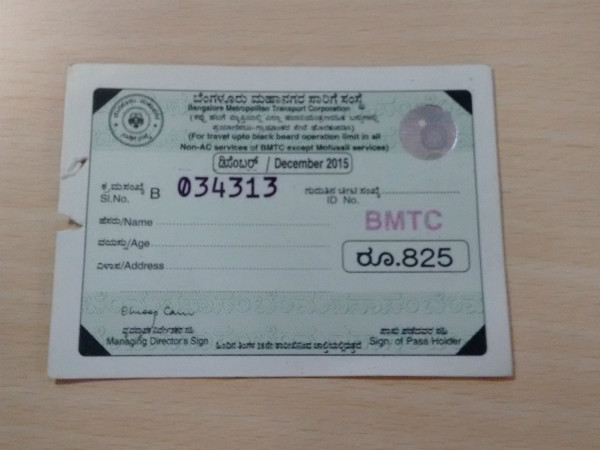 ಬೆಂಗಳೂರು ಮಹಾನಗರ ಸಾರಿಗೆ ಸಂಸ್ಥೆ
Bangalore Metropolitan Transport Corporation
(For travel upto black board operation limit in all
Non-AC services of BMTC except Mofussil services)
ಡಿಸೆಂಬರ್ / December 2015
ಕ್ರಮಸಂಖ್ಯೆ B 034313 ಗುರುತಿನ ಚೀಟಿ ಸಂಖ್ಯೆ
Sl.No. ID No.
ಹೆಸರು/Name
BMTC
ವಯಸ್ಸು/Age
ವಿಳಾಸ/Address
ರೂ.825
ವ್ಯವಸ್ಥಾಪಕ ನಿರ್ದೇಶಕರ ಸಹಿ
ಪಾಸು ಪಡೆದವರ ಸಹಿ
Managing Director's Sign
Sign. of Pass Holder